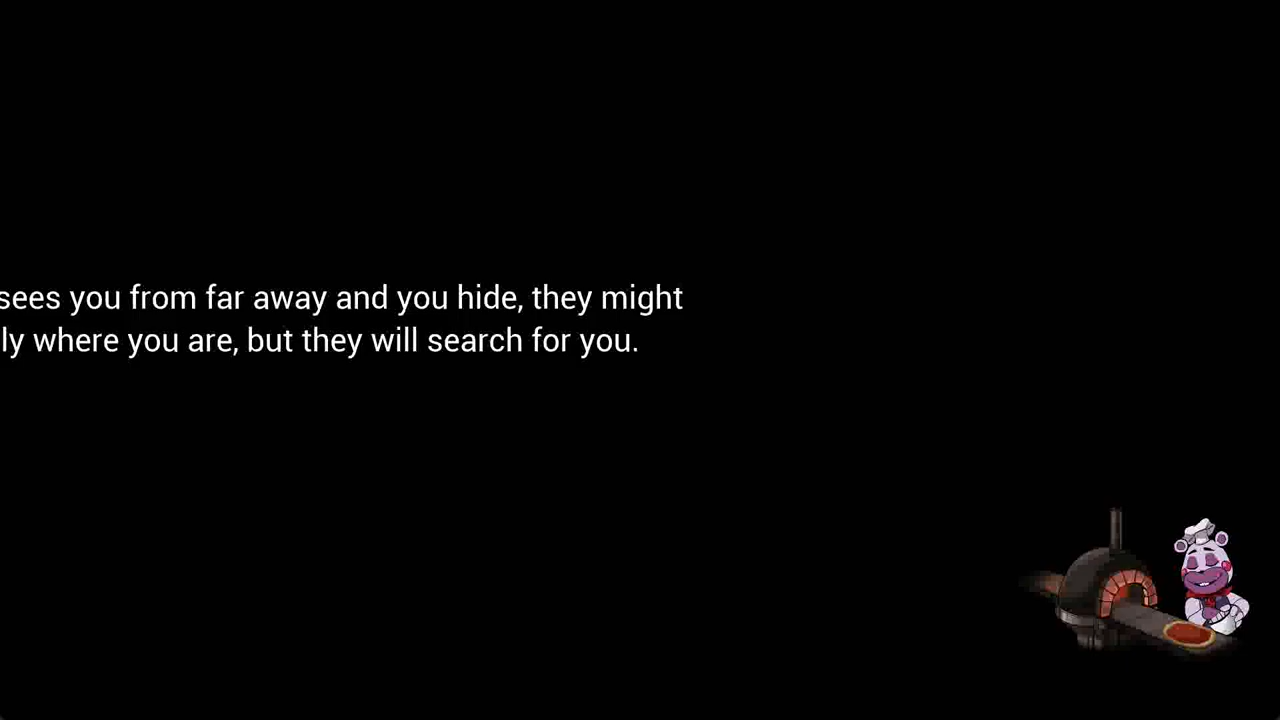 sees you from far away and you hide, they might
ly where you are, but they will search for you.